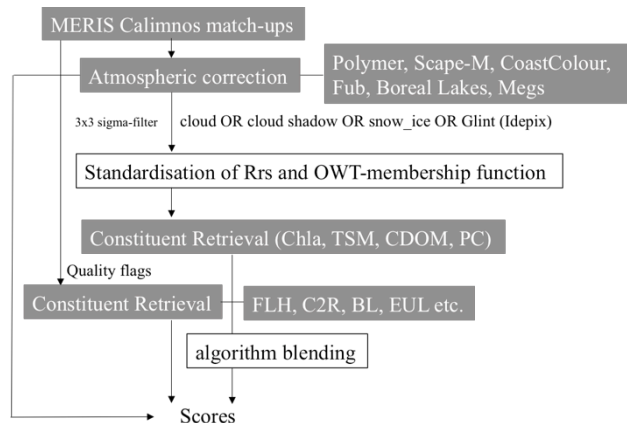 MERIS Calimnos match-ups
Atmospheric correction
Polymer, Scape-M, CoastColour,
Fub, Boreal Lakes, Megs
3x3 sigma-filter
cloud OR cloud shadow OR snow_ice OR Glint (Idepix)
Standardisation of Rrs and OWT-membership function
Constituent Retrieval (Chla, TSM, CDOM, PC)
Quality flags
Constituent Retrieval
FLH, C2R, BL, EUL etc.
algorithm blending
Scores